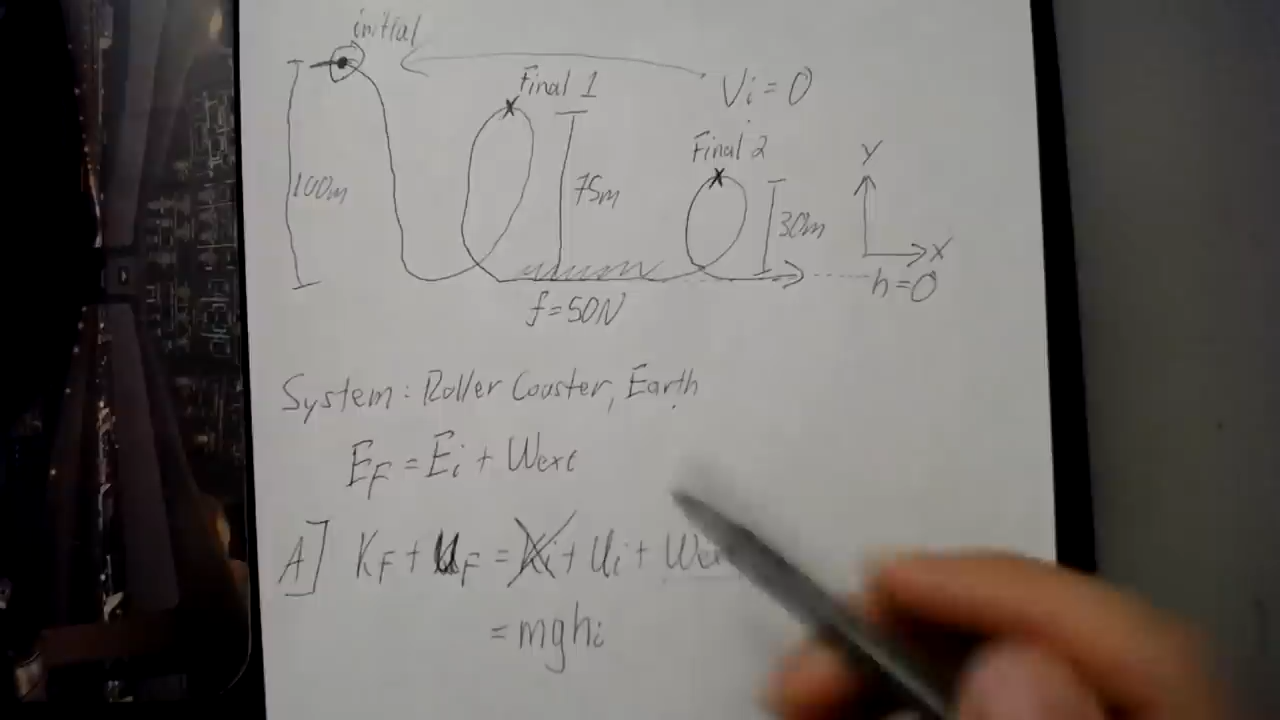 initial
Final 1
Vi = 0
Final 2
Y
100m
75m
30m
X
h=0
f=50N
System: Roller Coaster, Earth
EF = Ei + Wext
A] KF + UF = Ki + Ui +
= mghi